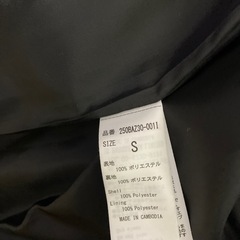 品番 250BAZ30-0011
SIZE S
表地
100% ポリエステル
裏地
100% ポリエステル
Shell
100% Polyester
Lining
100% Polyester
MADE IN CAMBODIA